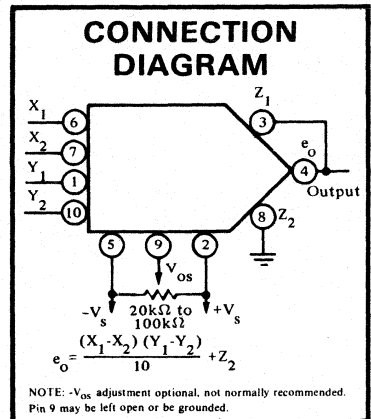 CONNECTION
DIAGRAM
X1 6
X2 7
Y1 1
Y2 10
Z1
3
eo
4
Output
8 Z2
5 9 2
Vos
-Vs 20kΩ to +Vs
100kΩ
eo = (X1-X2) (Y1-Y2) / 10 +Z2
NOTE: -Vos adjustment optional, not normally recommended.
Pin 9 may be left open or be grounded.